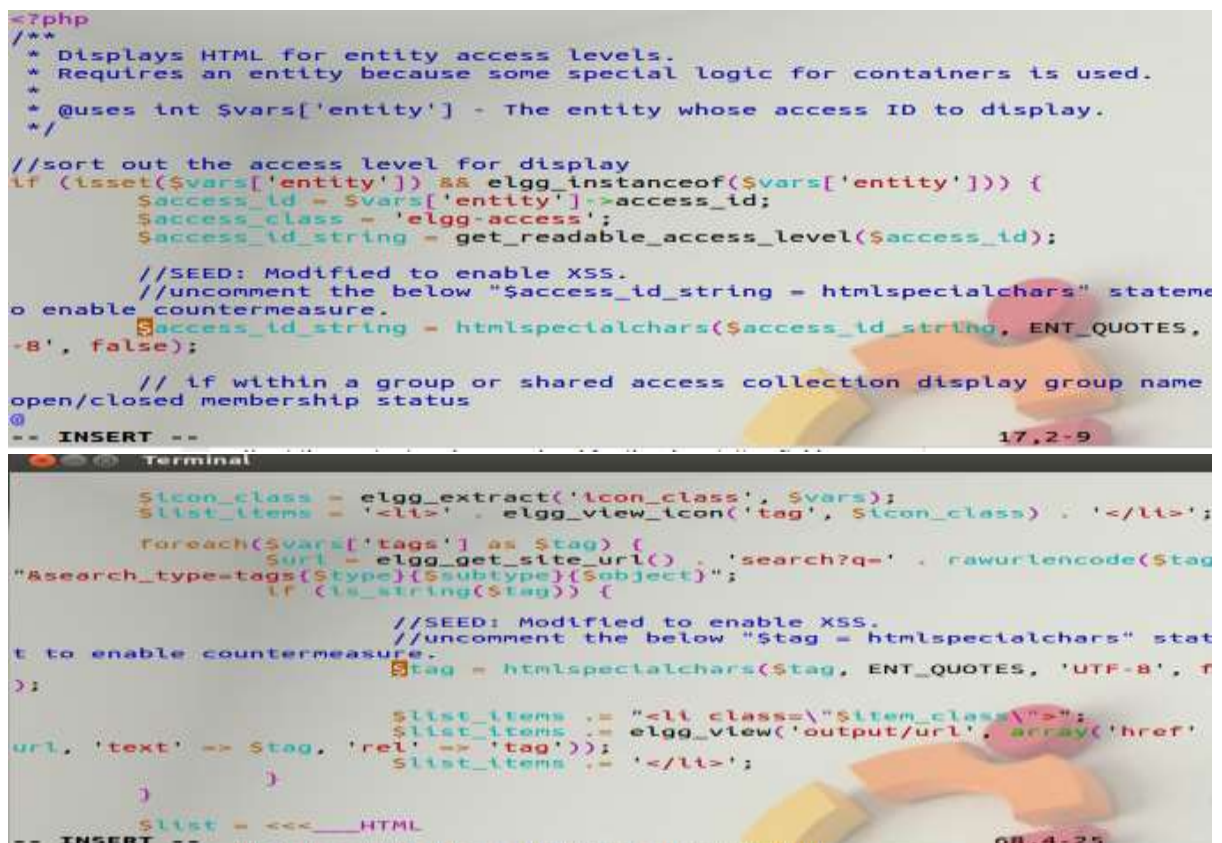 <?php
/**
 * Displays HTML for entity access levels.
 * Requires an entity because some special logic for containers is used.
 *
 * @uses int $vars['entity'] - The entity whose access ID to display.
 */
//sort out the access level for display
if (isset($vars['entity']) && elgg_instanceof($vars['entity'])) {
        $access_id = $vars['entity']->access_id;
        $access_class = 'elgg-access';
        $access_id_string = get_readable_access_level($access_id);
        //SEED: Modified to enable XSS.
        //uncomment the below "$access_id_string = htmlspecialchars" stateme
o enable countermeasure.
        $access_id_string = htmlspecialchars($access_id_string, ENT_QUOTES,
-8', false);
        // if within a group or shared access collection display group name
open/closed membership status
@
-- INSERT --                                                  17,2-9
Terminal
        $icon_class = elgg_extract('icon_class', $vars);
        $list_items = '<li>' . elgg_view_icon('tag', $icon_class) . '</li>';
        foreach($vars['tags'] as $tag) {
                $url = elgg_get_site_url() . 'search?q=' . rawurlencode($tag
"&search_type=tags{$type}{$subtype}{$object}";
                if (is_string($tag)) {
                        //SEED: Modified to enable XSS.
                        //uncomment the below "$tag = htmlspecialchars" stat
t to enable countermeasure.
                        $tag = htmlspecialchars($tag, ENT_QUOTES, 'UTF-8', f
);
                        $list_items .= "<li class=\"$item_class\">";
                        $list_items .= elgg_view('output/url', array('href'
url, 'text' => $tag, 'rel' => 'tag'));
                        $list_items .= '</li>';
                }
        }
        $list = <<<___HTML
-- INSERT --